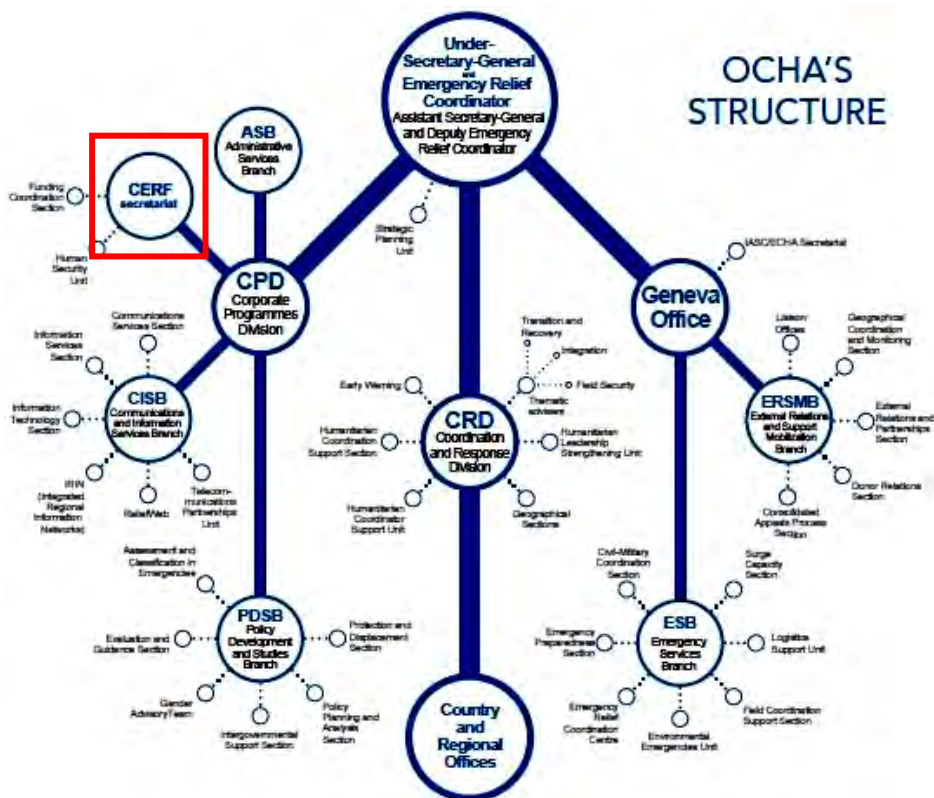 OCHA'S
STRUCTURE
Under-
Secretary-General
and
Emergency Relief
Coordinator
Assistant Secretary-General
and Deputy Emergency
Relief Coordinator
Strategic
Planning
Unit
ASB
Administrative
Services
Branch
CERF
secretariat
Funding
Coordination
Section
Human
Security
Unit
CPD
Corporate
Programmes
Division
Communications
Services Section
Information
Services
Section
Information
Technology
Section
CISB
Communications
and Information
Services Branch
IRIN
(Integrated
Regional
Information
Networks)
ReliefWeb
Telecom-
munications
Partnerships
Unit
Assessment and
Classification in
Emergencies
Evaluation and
Guidance Section
PDSB
Policy
Development
and Studies
Branch
Protection and
Displacement
Section
Gender
AdvisoryTeam
Intergovernmental
Support Section
Policy
Planning and
Analysis
Section
Early Warning
Transition and
Recovery
Integration
Field Security
Thematic
advisers
Humanitarian
Coordination
Support Section
CRD
Coordination
and Response
Division
Humanitarian
Leadership
Strengthening Unit
Humanitarian
Coordinator
Support Unit
Geographical
Sections
Country
and
Regional
Offices
Geneva
Office
IASC/ECHA Secretariat
Liaison
Offices
Geographical
Coordination
and Monitoring
Section
ERSMB
External Relations
and Support
Mobilization
Branch
External
Relations and
Partnerships
Section
Donor Relations
Section
Consolidated
Appeals Process
Section
Civil-Military
Coordination
Section
Surge
Capacity
Section
Emergency
Preparedness
Section
ESB
Emergency
Services
Branch
Logistics
Support Unit
Emergency
Relief
Coordination
Centre
Environmental
Emergencies Unit
Field Coordination
Support Section